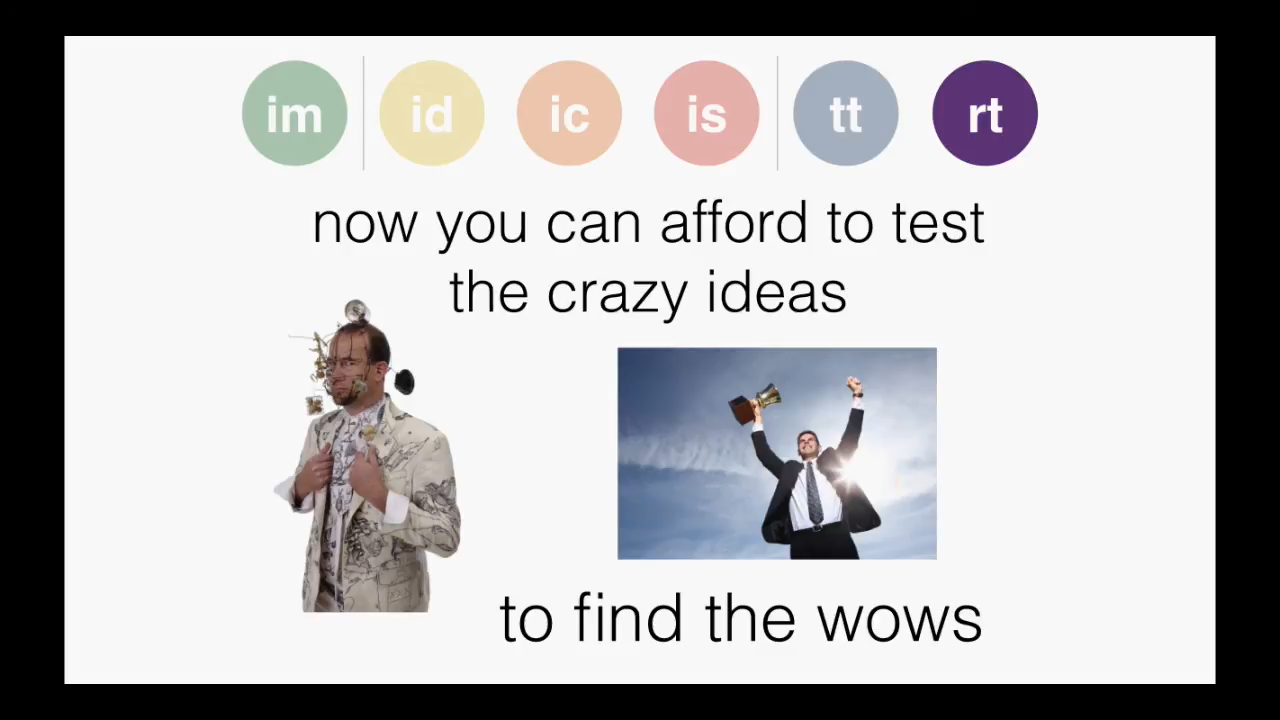 im id ic is tt rt
now you can afford to test
the crazy ideas
to find the wows